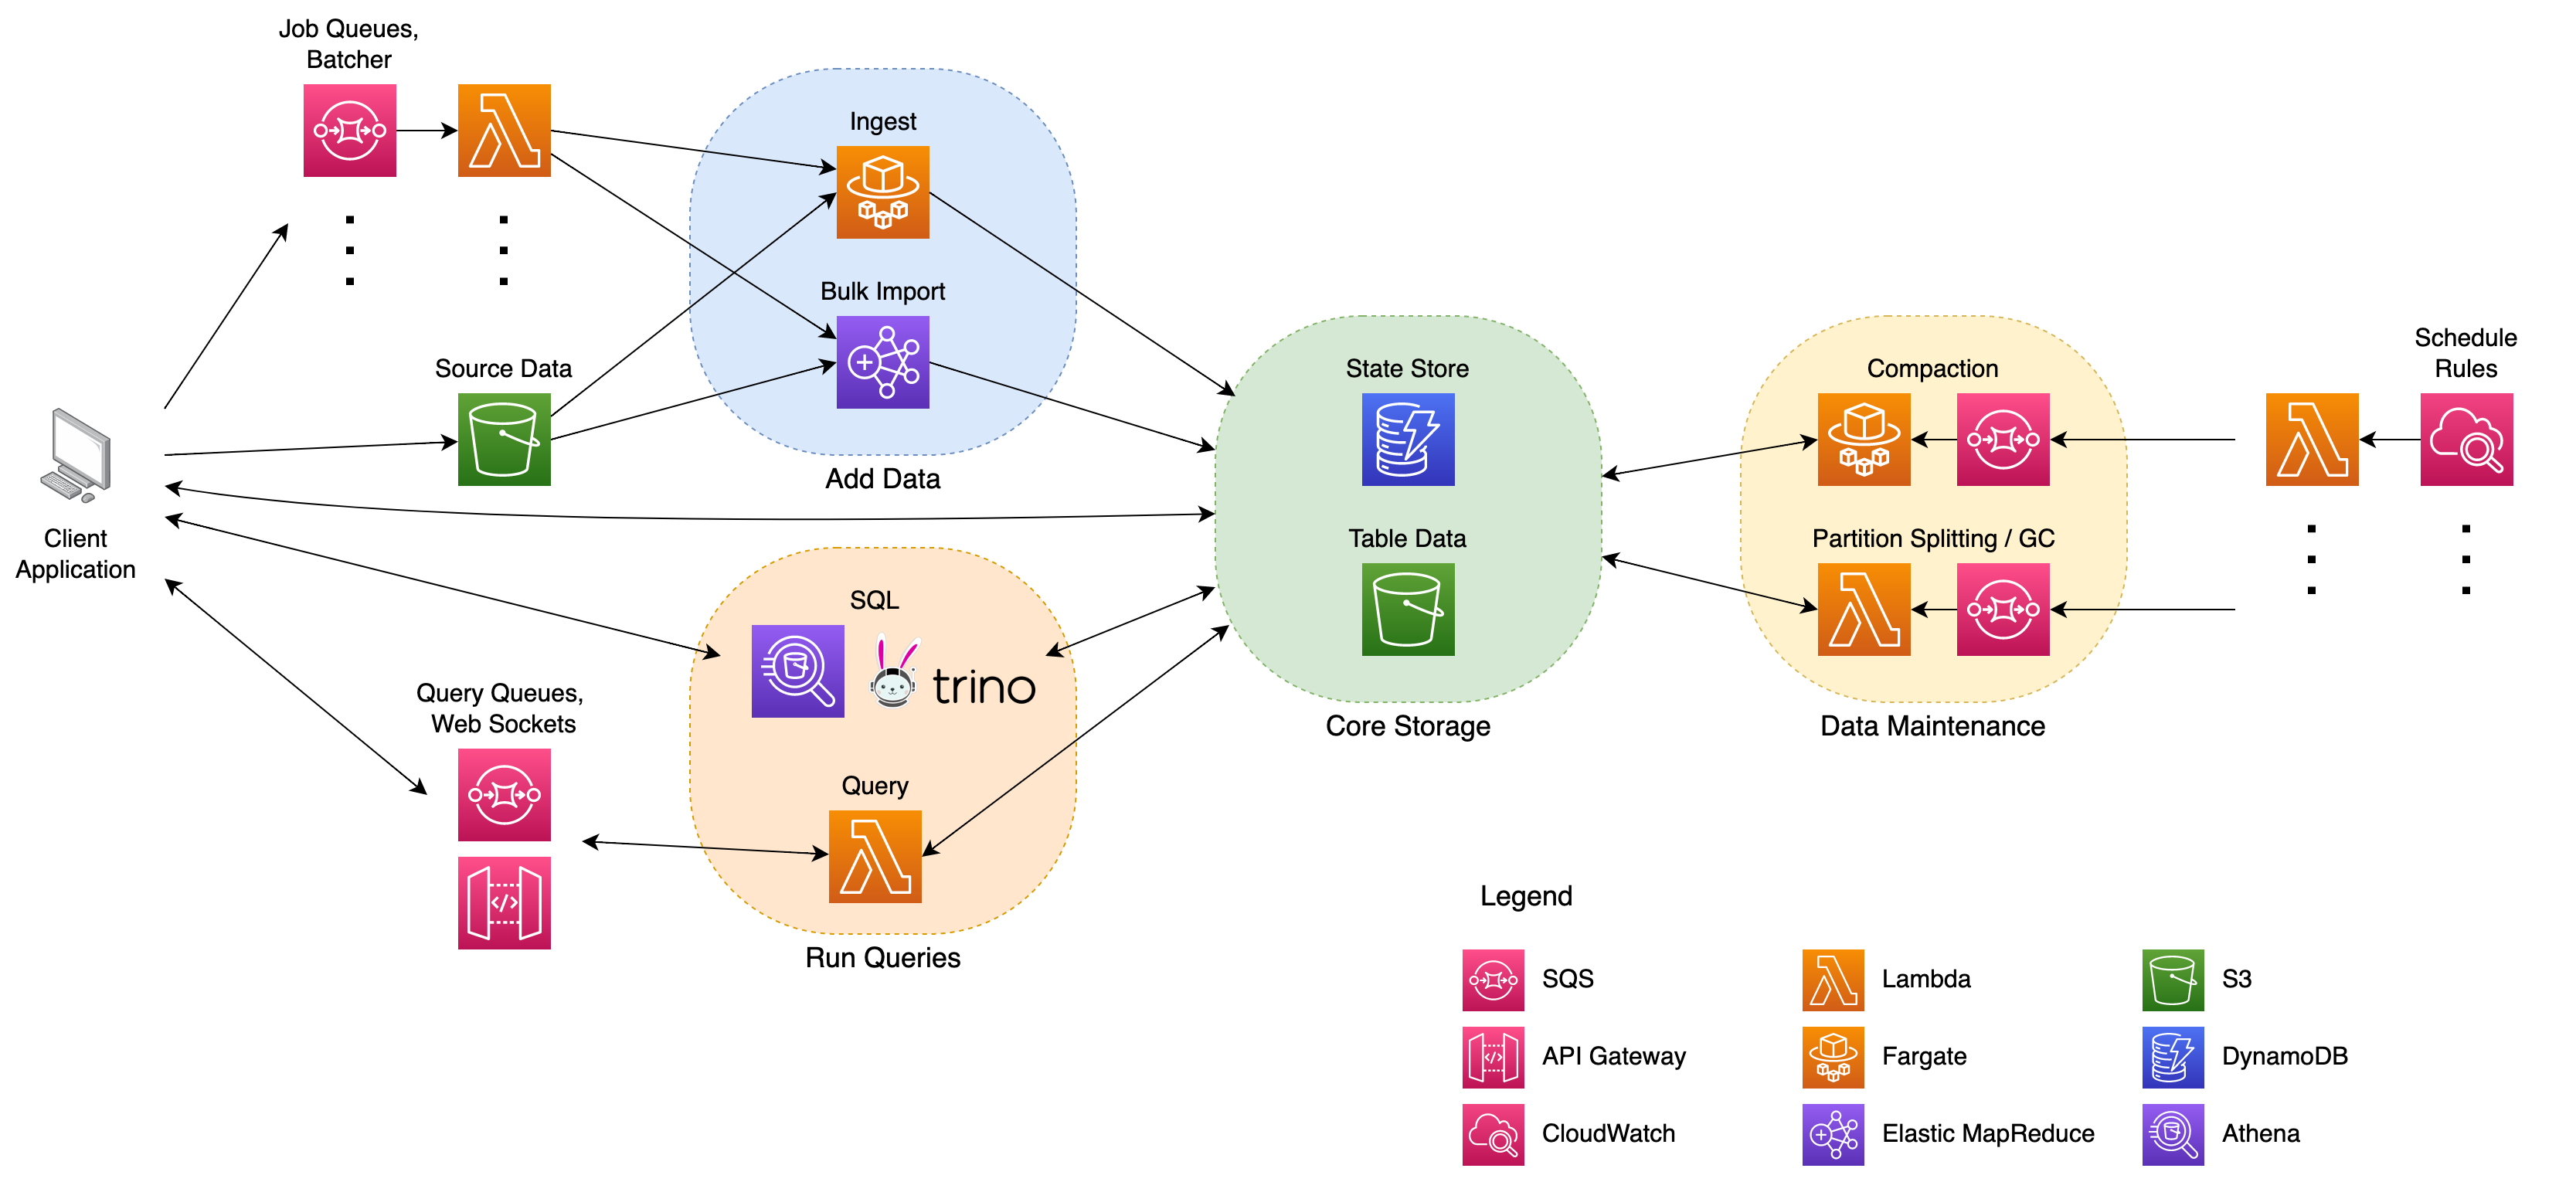 Job Queues,
Batcher
Ingest
Bulk Import
Source Data
Add Data
Client
Application
SQL
trino
Query Queues,
Web Sockets
Query
Run Queries
State Store
Table Data
Core Storage
Compaction
Partition Splitting / GC
Data Maintenance
Schedule
Rules
Legend
SQS
Lambda
S3
API Gateway
Fargate
DynamoDB
CloudWatch
Elastic MapReduce
Athena